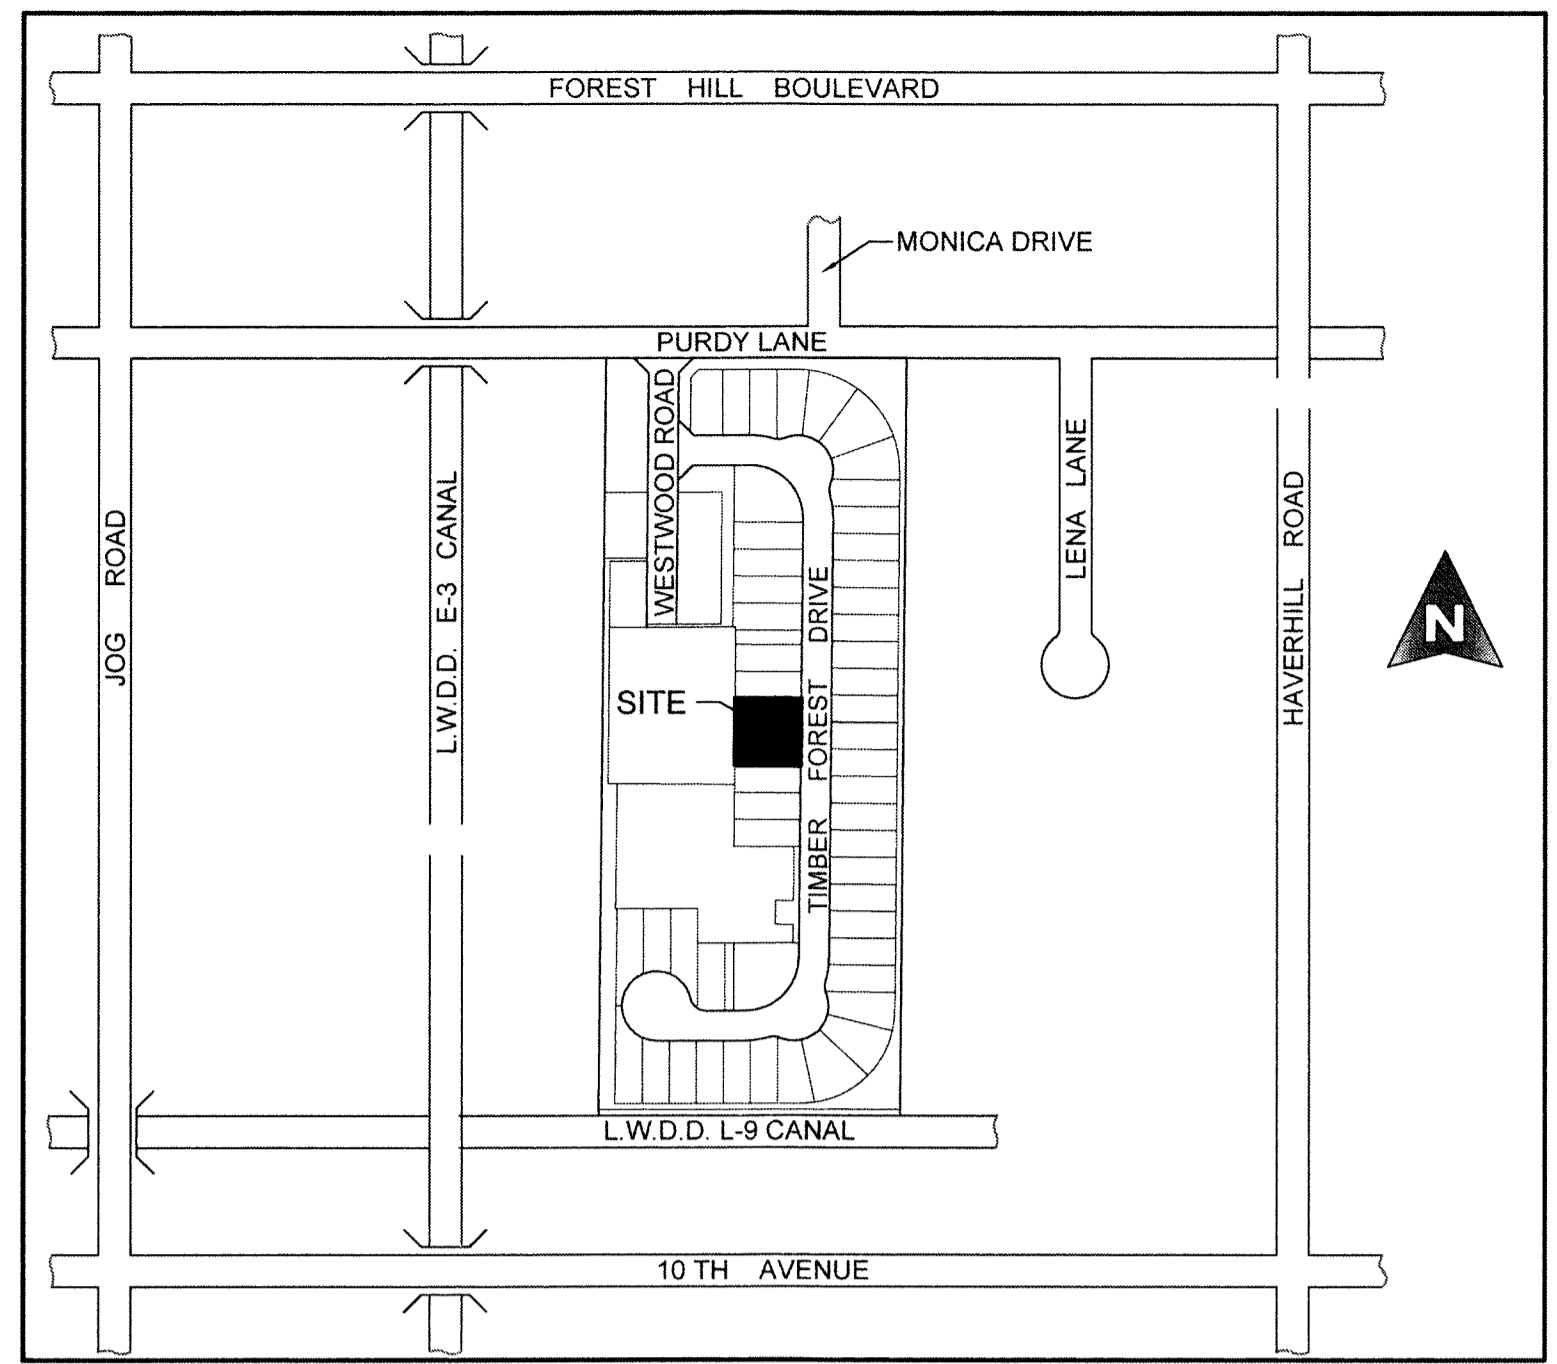 FOREST HILL BOULEVARD
MONICA DRIVE
PURDY LANE
WESTWOOD ROAD
LENA LANE
JOG ROAD
L.W.D.D. E-3 CANAL
HAVERHILL ROAD
TIMBER FOREST DRIVE
N
SITE
L.W.D.D. L-9 CANAL
10 TH AVENUE